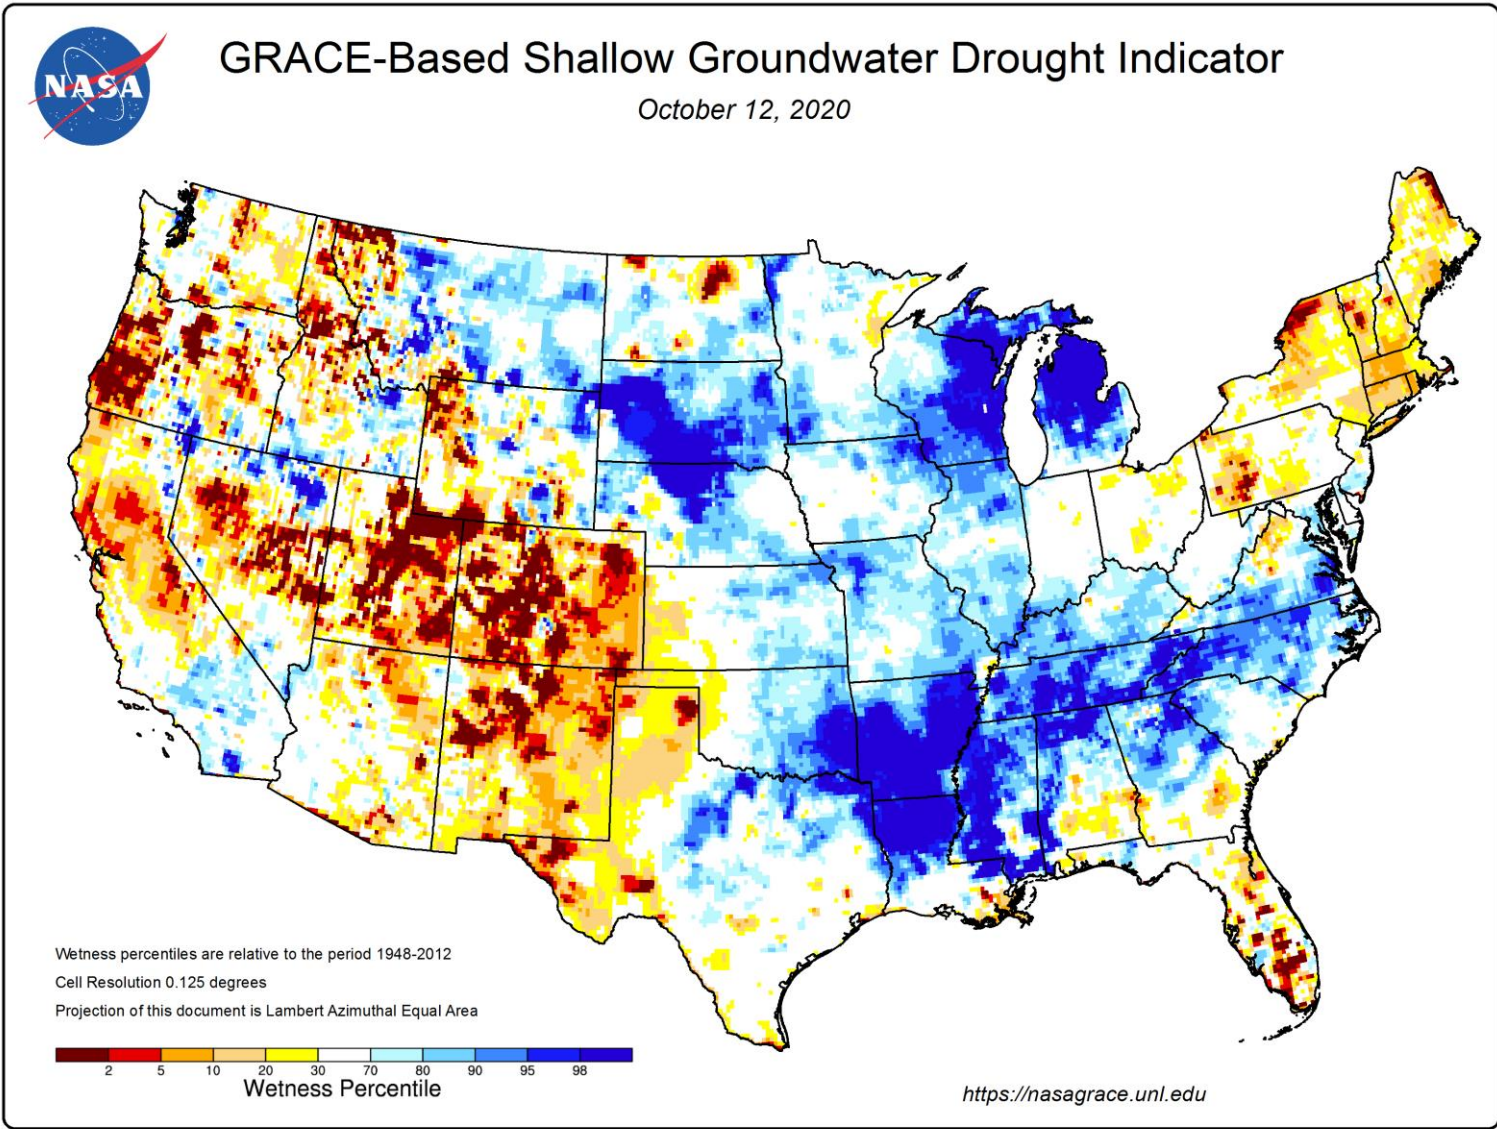 NASA
GRACE-Based Shallow Groundwater Drought Indicator
October 12, 2020
Wetness percentiles are relative to the period 1948-2012
Cell Resolution 0.125 degrees
Projection of this document is Lambert Azimuthal Equal Area
2 5 10 20 30 70 80 90 95 98
Wetness Percentile
https://nasagrace.unl.edu